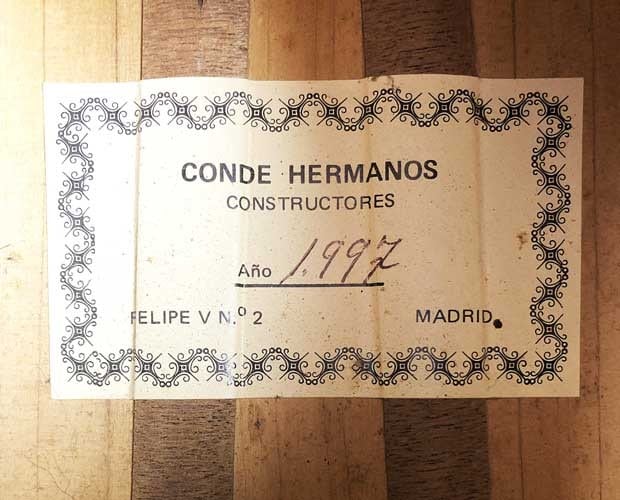 CONDE HERMANOS
CONSTRUCTORES
Año 1.997
FELIPE V N.º 2 MADRID.